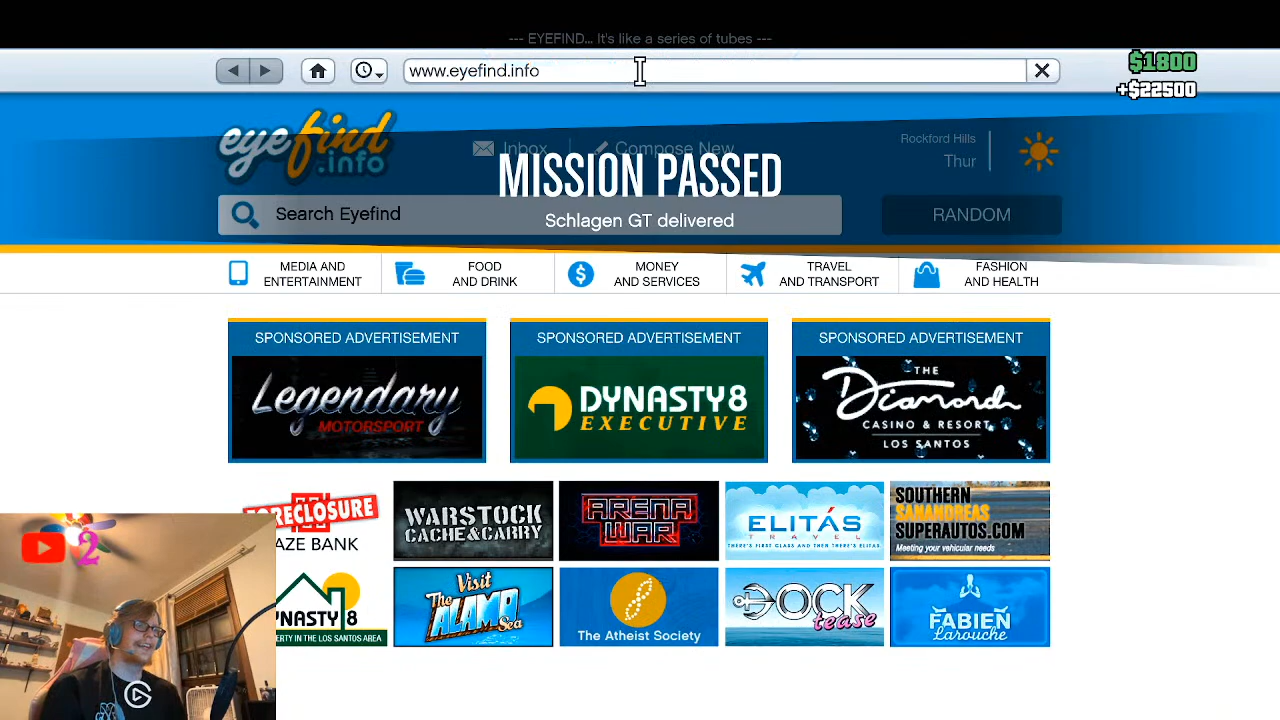 --- EYEFIND... It's like a series of tubes ---
www.eyefind.info
$1800
+$22500
eyefind
.info
Inbox
Compose New
Rockford Hills
Thur
MISSION PASSED
Schlagen GT delivered
Search Eyefind
RANDOM
MEDIA AND
ENTERTAINMENT
FOOD
AND DRINK
MONEY
AND SERVICES
TRAVEL
AND TRANSPORT
FASHION
AND HEALTH
SPONSORED ADVERTISEMENT
Legendary
MOTORSPORT
SPONSORED ADVERTISEMENT
DYNASTY8
EXECUTIVE
SPONSORED ADVERTISEMENT
THE
Diamond
CASINO & RESORT
LOS SANTOS
FORECLOSURE
AZE BANK
WARSTOCK
CACHE&CARRY
ARENA
WAR
ELITÁS
TRAVEL
THERE'S FIRST CLASS AND THEN THERE'S ELITAS
SOUTHERN
SANANDREAS
SUPERAUTOS.COM
Meeting your vehicular needs
2
YNASTY8
PERTY IN THE LOS SANTOS AREA
Visit
The
ALAMO
Sea
The Atheist Society
DOCK
tease
FABIEN
Larouche